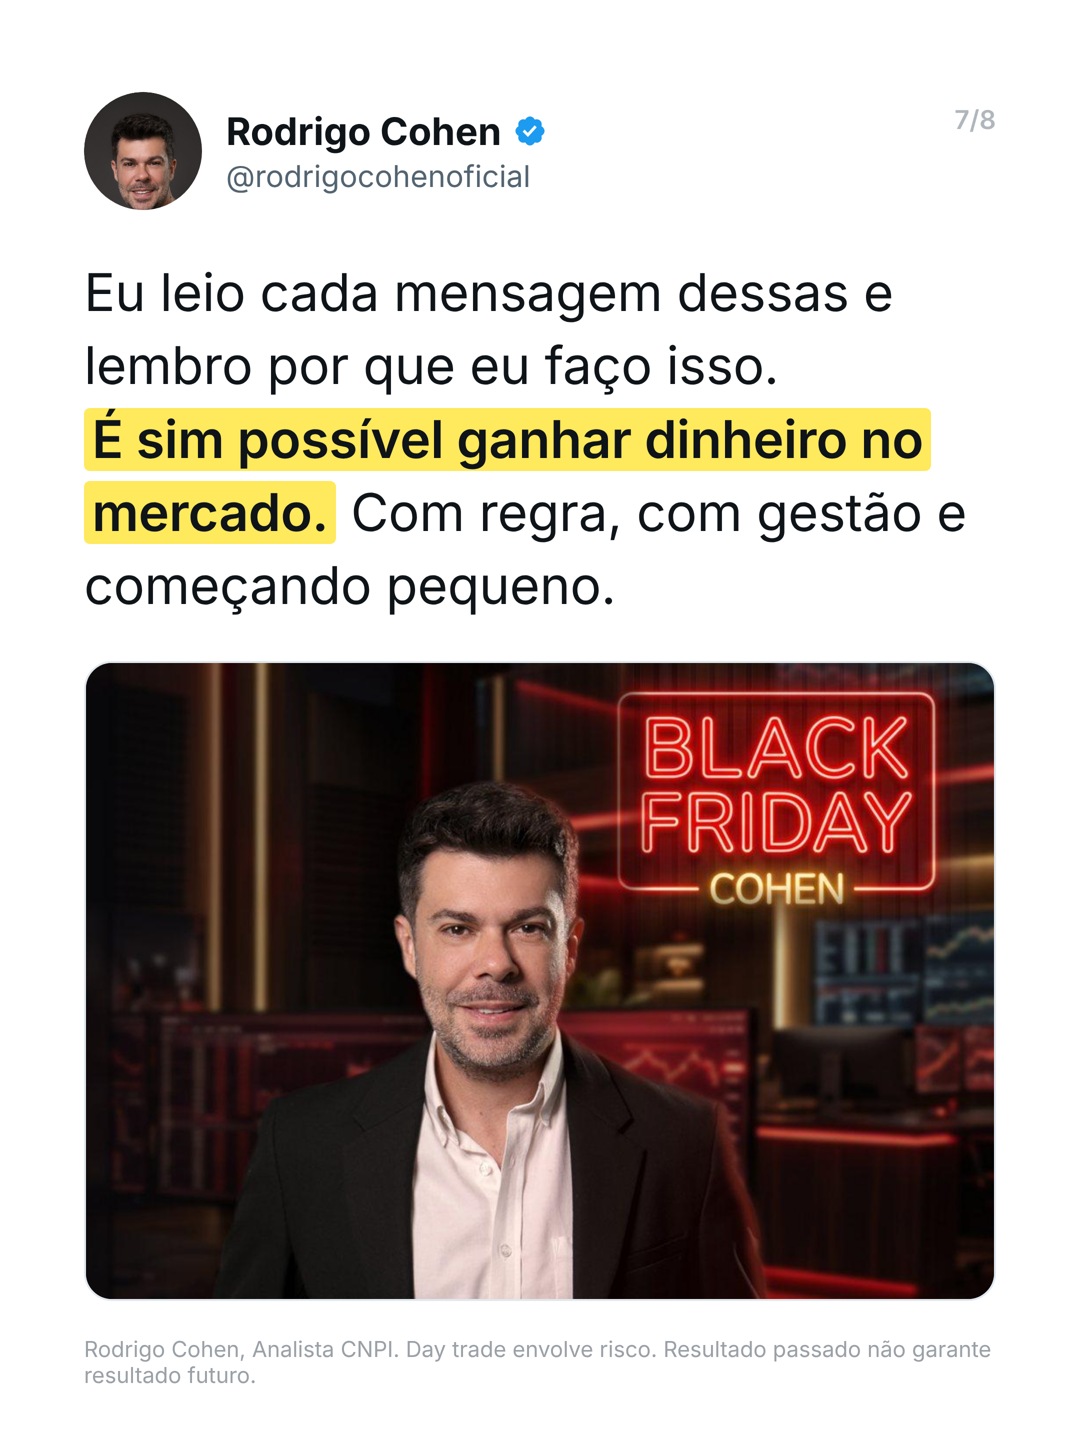 Rodrigo Cohen
7/8
@rodrigocohenoficial
Eu leio cada mensagem dessas e
lembro por que eu faço isso.
É sim possível ganhar dinheiro no
mercado. Com regra, com gestão e
começando pequeno.
BLACK
FRIDAY
COHEN
Rodrigo Cohen, Analista CNPI. Day trade envolve risco. Resultado passado não garante
resultado futuro.